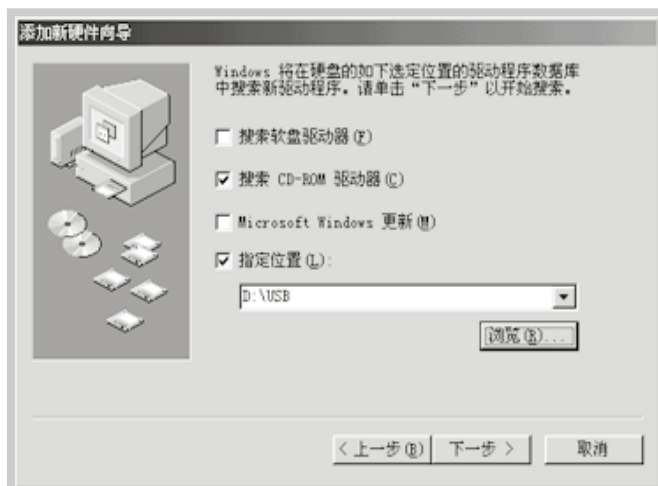 添加新硬件向导
Windows 将在硬盘的如下选定位置的驱动程序数据库
中搜索新驱动程序。请单击“下一步”以开始搜索。
搜索软盘驱动器(F)
搜索 CD-ROM 驱动器(C)
Microsoft Windows 更新(M)
指定位置(L):
D:\USB
浏览(R)...
< 上一步(B) 下一步 > 取消